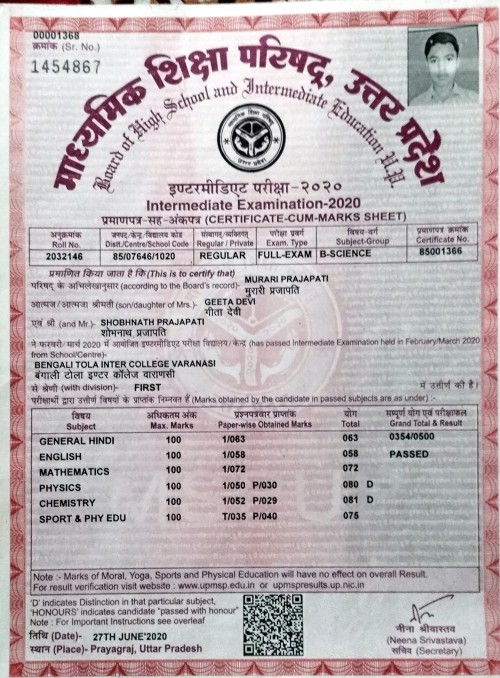 00001368
क्रमांक (Sr. No.)
1454867
माध्यमिक शिक्षा परिषद्, उत्तर प्रदेश
Board of High School and Intermediate Education U.P.
इण्टरमीडिएट परीक्षा-२०२०
Intermediate Examination-2020
प्रमाणपत्र-सह-अंकपत्र (CERTIFICATE-CUM-MARKS SHEET)
अनुक्रमांक जनपद/केन्द्र/विद्यालय कोड संस्थागत/व्यक्तिगत परीक्षा प्रकार विषय-वर्ग प्रमाणपत्र क्रमांक
Roll No. Distt./Centre/School Code Regular / Private Exam. Type Subject-Group Certificate No.
2032146 85/07646/1020 REGULAR FULL-EXAM B-SCIENCE 85001366
प्रमाणित किया जाता है कि (This is to certify that)
परिषद् के अभिलेखानुसार (according to the Board's record)- MURARI PRAJAPATI
मुरारी प्रजापति
आत्मज/आत्मजा श्रीमती (son/daughter of Mrs.)- GEETA DEVI
गीता देवी
एवं श्री (and Mr.)- SHOBHNATH PRAJAPATI
शोभनाथ प्रजापति
ने फरवरी/मार्च 2020 में आयोजित इण्टरमीडिएट परीक्षा विद्यालय/केन्द्र (has passed Intermediate Examination held in February/March 2020
from School/Centre)-
BENGALI TOLA INTER COLLEGE VARANASI
बंगाली टोला इण्टर कॉलेज वाराणसी
से श्रेणी (with division)- FIRST में उत्तीर्ण की है।
परीक्षार्थी द्वारा उत्तीर्ण विषयों के प्राप्तांक निम्नवत हैं (Marks obtained by the candidate in passed subjects are as under) :-
विषय अधिकतम अंक प्रश्नपत्रवार प्राप्तांक योग सम्पूर्ण योग एवं परीक्षाफल
Subject Max. Marks Paper-wise Obtained Marks Total Grand Total & Result
GENERAL HINDI 100 1/063 063 0354/0500
ENGLISH 100 1/058 058 PASSED
MATHEMATICS 100 1/072 072
PHYSICS 100 1/050 P/030 080 D
CHEMISTRY 100 1/052 P/029 081 D
SPORT & PHY EDU 100 T/035 P/040 075
Note :- Marks of Moral, Yoga, Sports and Physical Education will have no effect on overall Result.
For result verification visit website : www.upmsp.edu.in or upmspresults.up.nic.in
'D' indicates Distinction in that particular subject,
'HONOURS' indicates candidate "passed with honour"
Note : For Important Instructions see overleaf
तिथि (Date)- 27TH JUNE'2020
स्थान (Place)- Prayagraj, Uttar Pradesh
नीना श्रीवास्तव
(Neena Srivastava)
सचिव (Secretary)